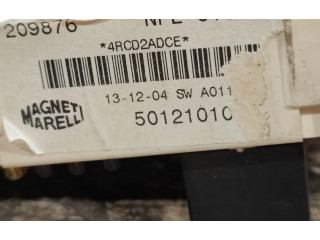 209876
*4RCD2ADCE*
MAGNETI
MARELLI
13-12-04 SW A011
50121010